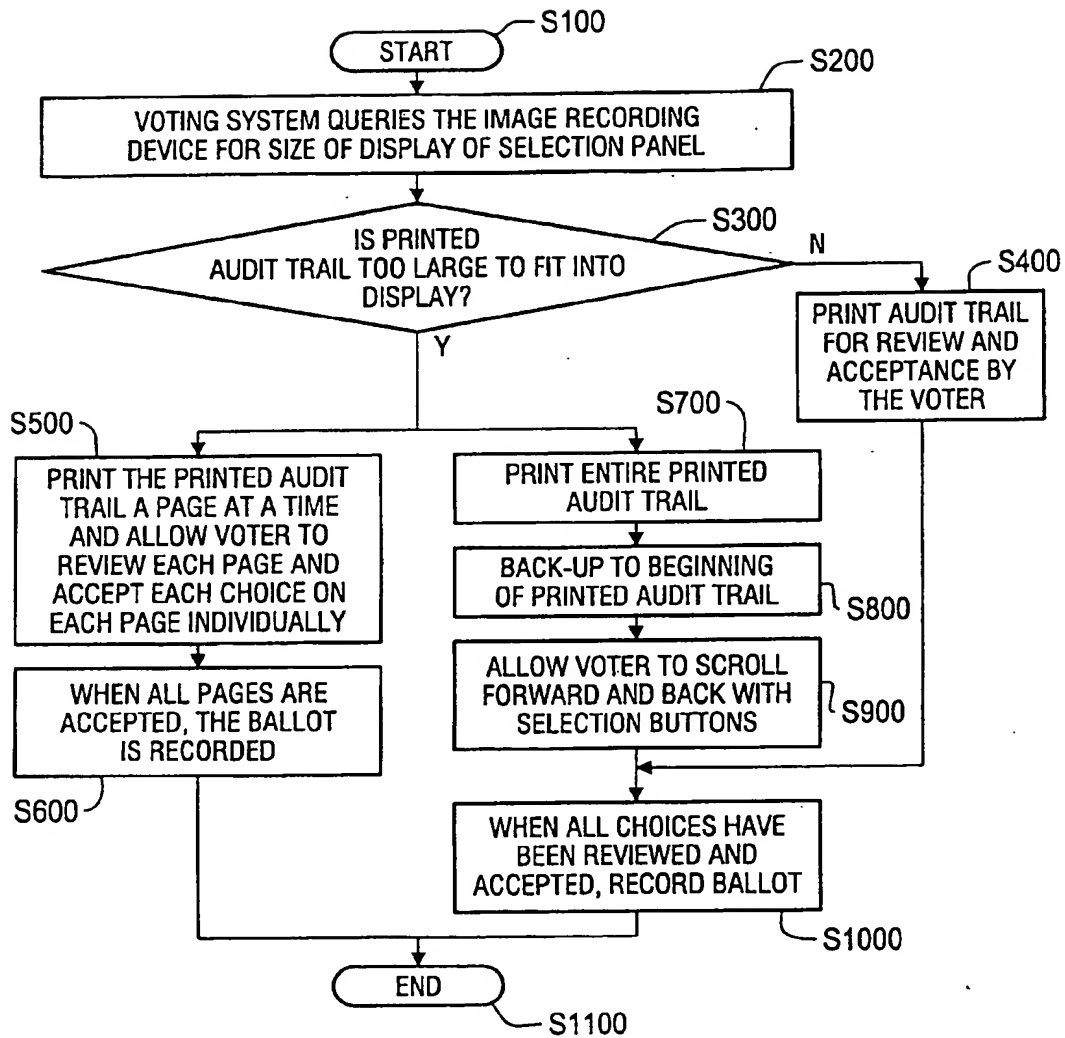 START
S100
VOTING SYSTEM QUERIES THE IMAGE RECORDING
DEVICE FOR SIZE OF DISPLAY OF SELECTION PANEL
S200
IS PRINTED
AUDIT TRAIL TOO LARGE TO FIT INTO
DISPLAY?
S300
N
Y
S400
PRINT AUDIT TRAIL
FOR REVIEW AND
ACCEPTANCE BY
THE VOTER
S500
PRINT THE PRINTED AUDIT
TRAIL A PAGE AT A TIME
AND ALLOW VOTER TO
REVIEW EACH PAGE AND
ACCEPT EACH CHOICE ON
EACH PAGE INDIVIDUALLY
WHEN ALL PAGES ARE
ACCEPTED, THE BALLOT
IS RECORDED
S600
S700
PRINT ENTIRE PRINTED
AUDIT TRAIL
BACK-UP TO BEGINNING
OF PRINTED AUDIT TRAIL
S800
ALLOW VOTER TO SCROLL
FORWARD AND BACK WITH
SELECTION BUTTONS
S900
WHEN ALL CHOICES HAVE
BEEN REVIEWED AND
ACCEPTED, RECORD BALLOT
S1000
END
S1100